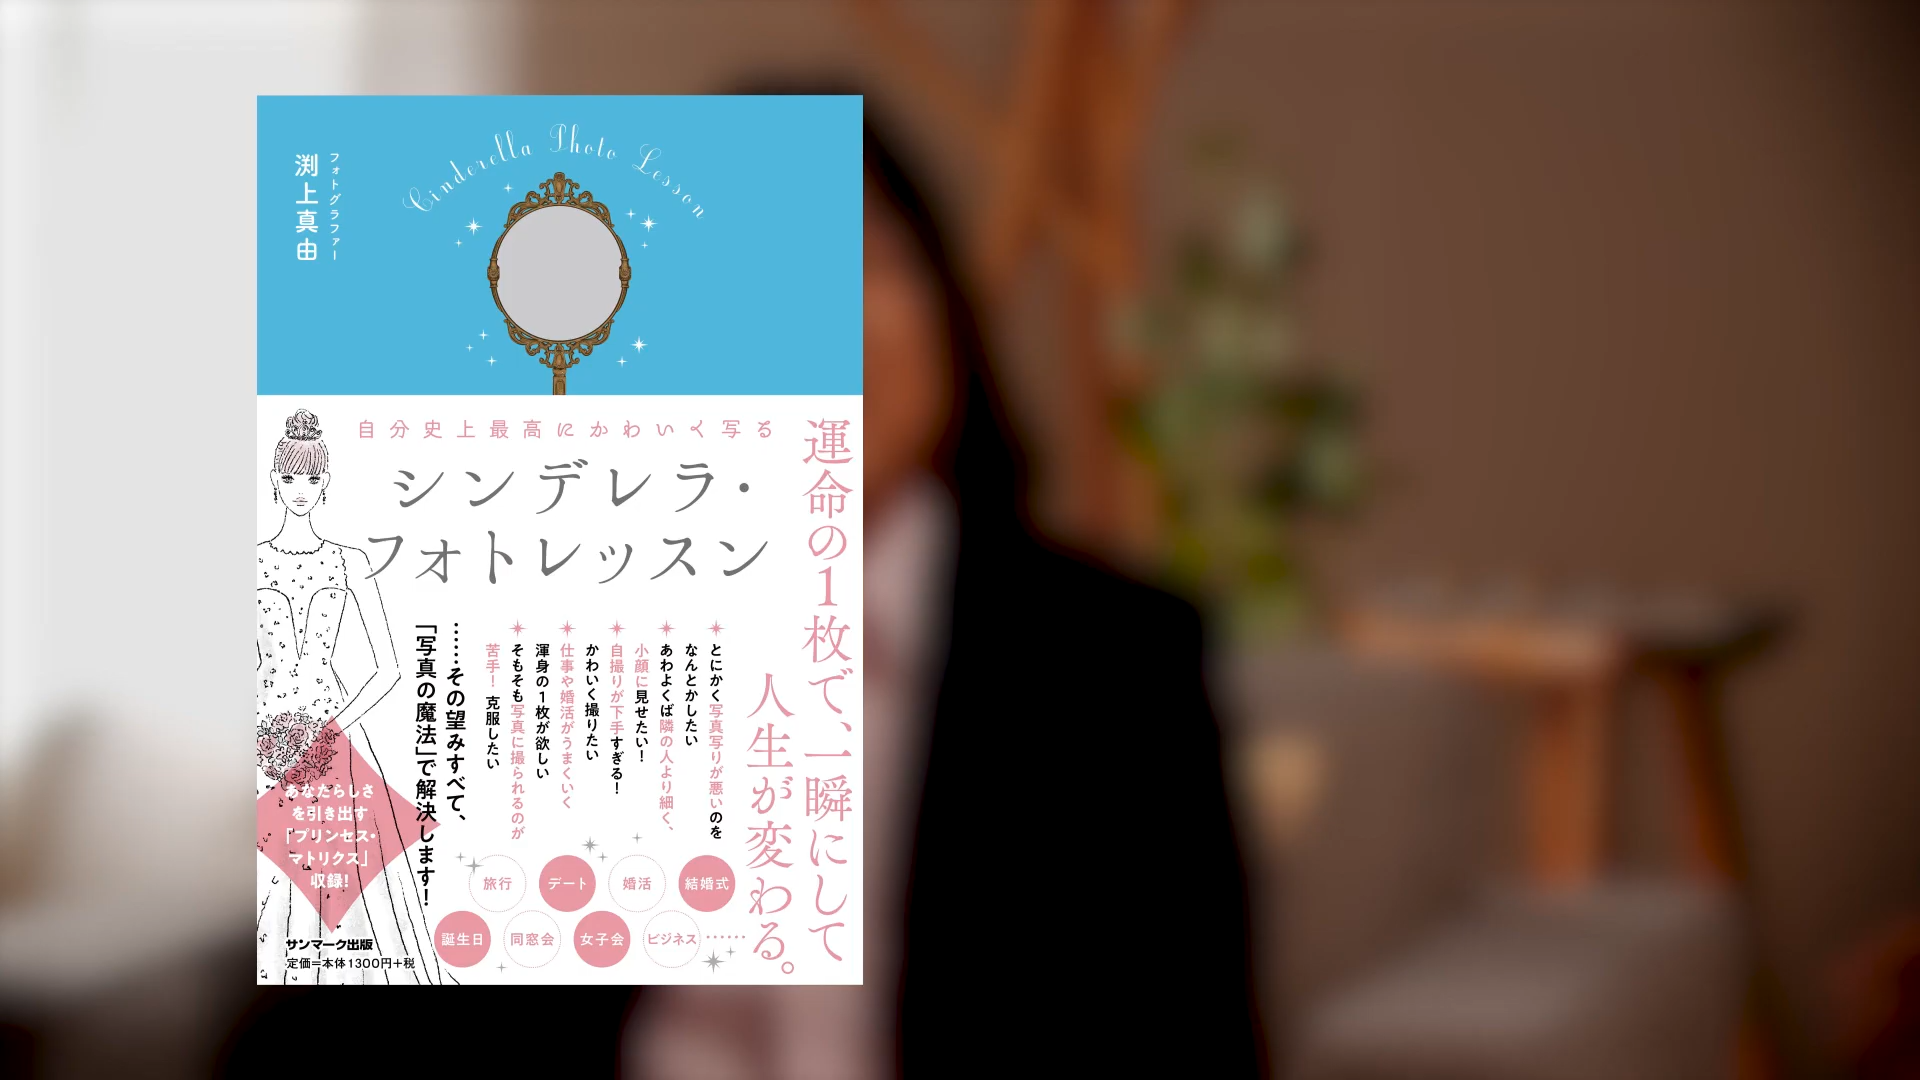 Cinderella Photo Lesson
フォトグラファー
渕上真由
自分史上最高にかわいく写る
シンデレラ・
フォトレッスン
運命の1枚で、一瞬にして
人生が変わる。
とにかく写真写りが悪いのを
なんとかしたい
あわよくば隣の人より細く、
小顔に見せたい!
自撮りが下手すぎる!
かわいく撮りたい
仕事や婚活がうまくいく
渾身の1枚が欲しい
そもそも写真に撮られるのが
苦手!克服したい
……その望みすべて、
「写真の魔法」で解決します!
あなたらしさ
を引き出す
「プリンセス・
マトリクス」
収録!
旅行
デート
婚活
結婚式
誕生日
同窓会
女子会
ビジネス……
サンマーク出版
定価=本体1300円+税